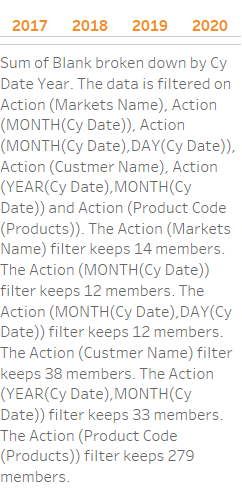 2017 2018 2019 2020
Sum of Blank broken down by Cy
Date Year. The data is filtered on
Action (Markets Name), Action
(MONTH(Cy Date)), Action
(MONTH(Cy Date),DAY(Cy Date)),
Action (Custmer Name), Action
(YEAR(Cy Date),MONTH(Cy
Date)) and Action (Product Code
(Products)). The Action (Markets
Name) filter keeps 14 members.
The Action (MONTH(Cy Date))
filter keeps 12 members. The
Action (MONTH(Cy Date),DAY(Cy
Date)) filter keeps 12 members.
The Action (Custmer Name) filter
keeps 38 members. The Action
(YEAR(Cy Date),MONTH(Cy
Date)) filter keeps 33 members.
The Action (Product Code
(Products)) filter keeps 279
members.